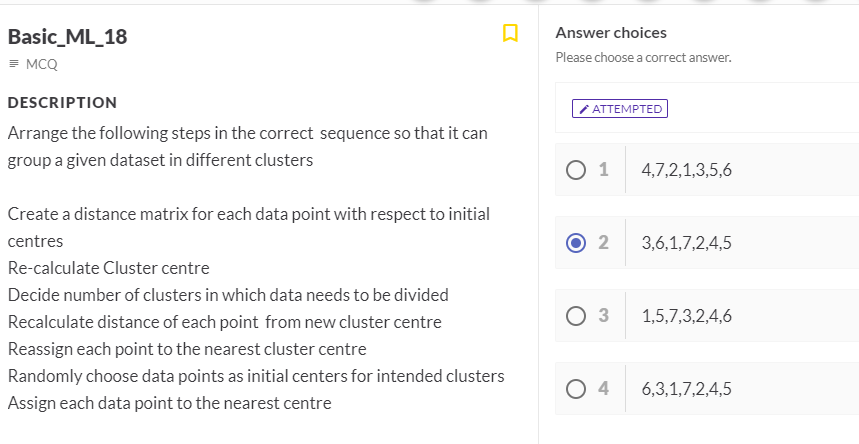 Basic_ML_18
MCQ
DESCRIPTION
Arrange the following steps in the correct sequence so that it can
group a given dataset in different clusters
Create a distance matrix for each data point with respect to initial
centres
Re-calculate Cluster centre
Decide number of clusters in which data needs to be divided
Recalculate distance of each point from new cluster centre
Reassign each point to the nearest cluster centre
Randomly choose data points as initial centers for intended clusters
Assign each data point to the nearest centre
Answer choices
Please choose a correct answer.
ATTEMPTED
1 4,7,2,1,3,5,6
2 3,6,1,7,2,4,5
3 1,5,7,3,2,4,6
4 6,3,1,7,2,4,5